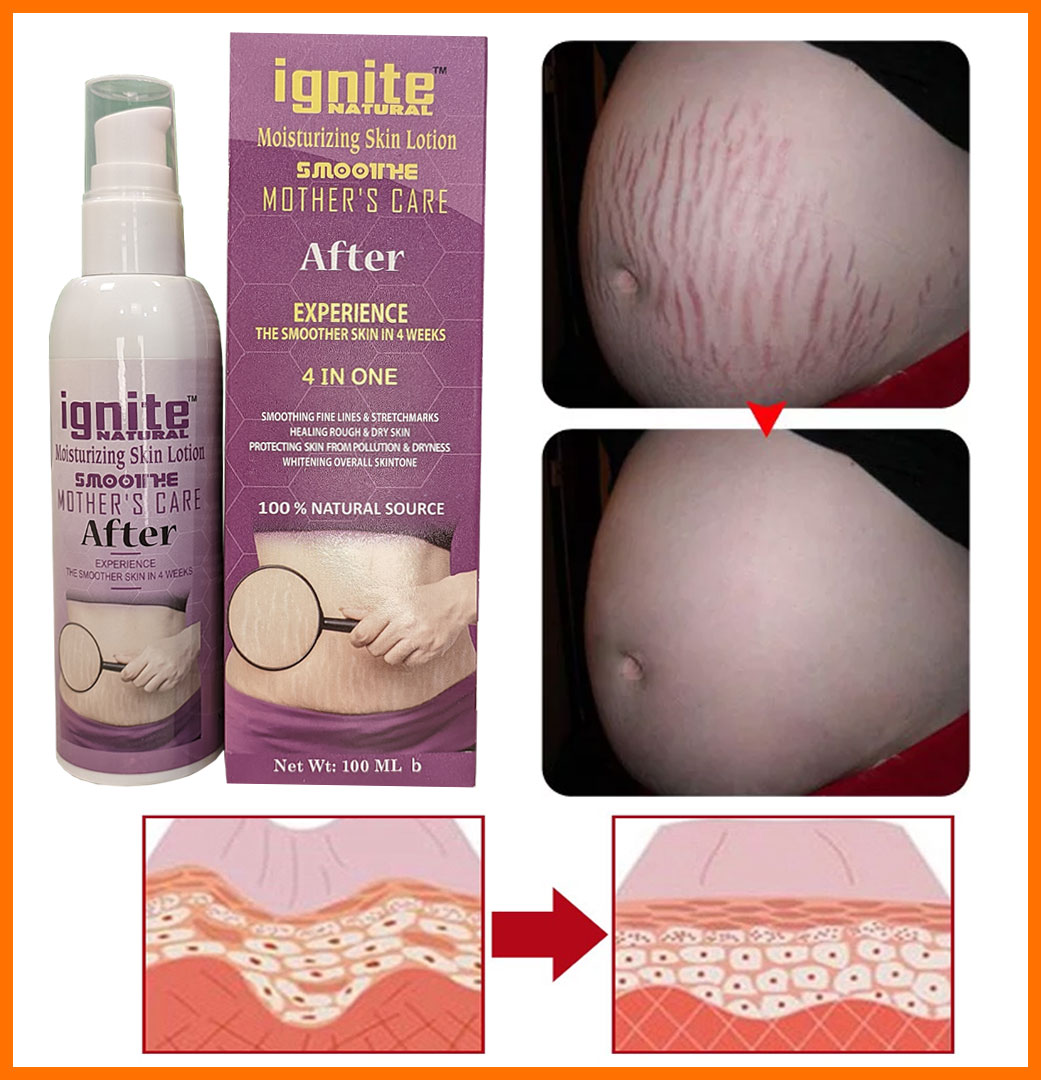 ignite™
NATURAL
Moisturizing Skin Lotion
SMOOTHE
MOTHER'S CARE
After
EXPERIENCE
THE SMOOTHER SKIN IN 4 WEEKS
ignite™
NATURAL
Moisturizing Skin Lotion
SMOOTHE
MOTHER'S CARE
After
EXPERIENCE
THE SMOOTHER SKIN IN 4 WEEKS
4 IN ONE
SMOOTHING FINE LINES & STRETCHMARKS
HEALING ROUGH & DRY SKIN
PROTECTING SKIN FROM POLLUTION & DRYNESS
WHITENING OVERALL SKINTONE
100 % NATURAL SOURCE
Net Wt: 100 ML b